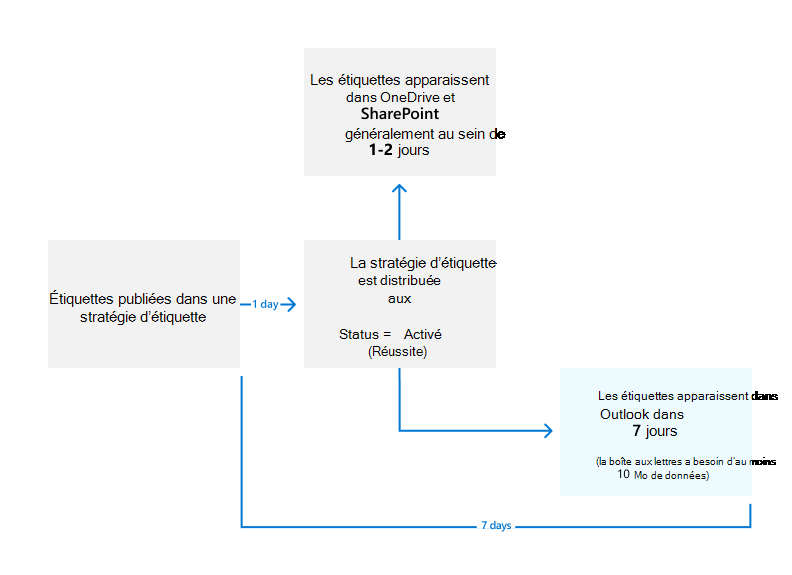 Les étiquettes apparaissent
dans OneDrive et
SharePoint
généralement au sein de
1-2 jours
Étiquettes publiées dans une
stratégie d'étiquette
1 day
La stratégie d'étiquette
est distribuée
aux
Status = Activé
(Réussite)
Les étiquettes apparaissent dans
Outlook dans
7 jours
(la boîte aux lettres a besoin d'au moins
10 Mo de données)
7 days